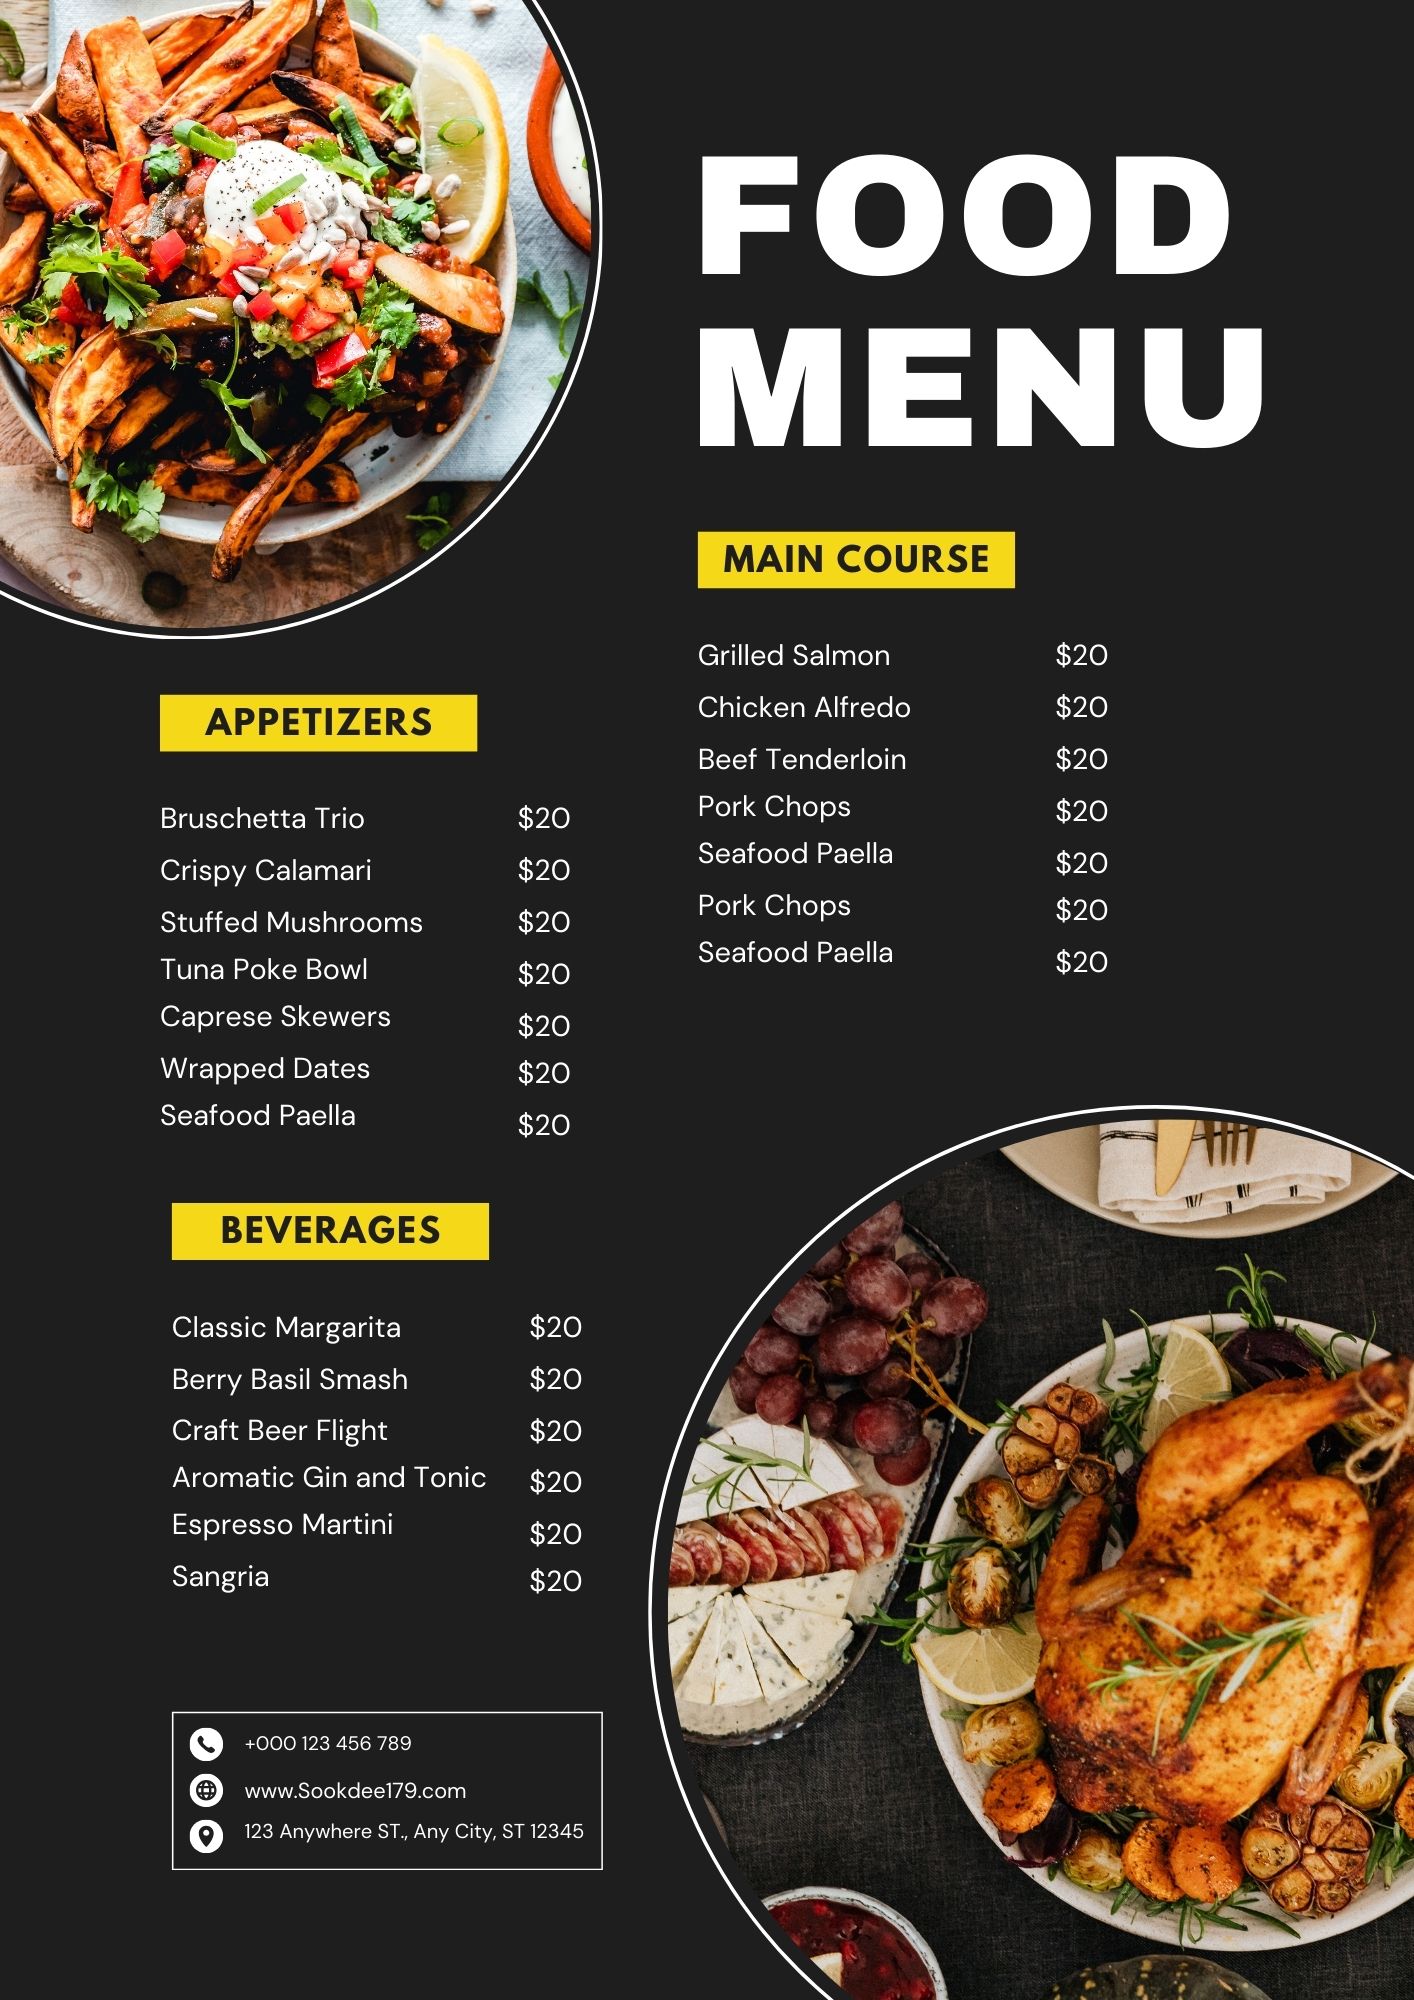 FOOD
MENU
MAIN COURSE
Grilled Salmon $20
Chicken Alfredo $20
Beef Tenderloin $20
Pork Chops $20
Seafood Paella $20
Pork Chops $20
Seafood Paella $20
APPETIZERS
Bruschetta Trio $20
Crispy Calamari $20
Stuffed Mushrooms $20
Tuna Poke Bowl $20
Caprese Skewers $20
Wrapped Dates $20
Seafood Paella $20
BEVERAGES
Classic Margarita $20
Berry Basil Smash $20
Craft Beer Flight $20
Aromatic Gin and Tonic $20
Espresso Martini $20
Sangria $20
+000 123 456 789
www.Sookdee179.com
123 Anywhere ST., Any City, ST 12345